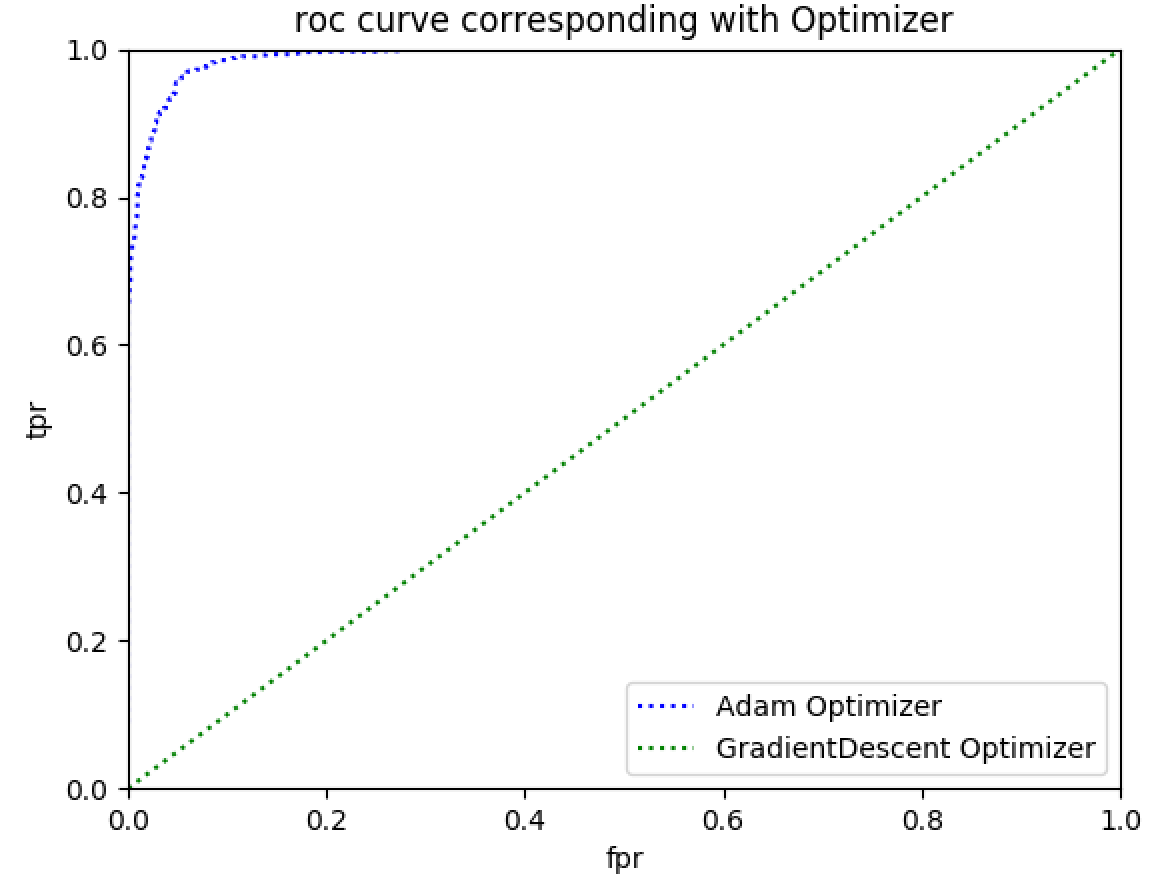 roc curve corresponding with Optimizer
1.0
0.8
0.6
0.4
0.2
0.0
tpr
0.0 0.2 0.4 0.6 0.8 1.0
fpr
Adam Optimizer
GradientDescent Optimizer